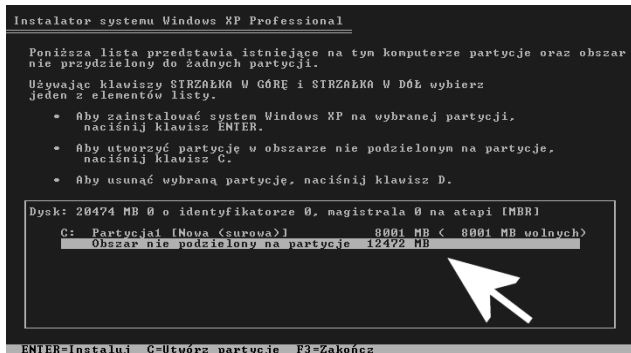 Instalator systemu Windows XP Professional
Poniższa lista przedstawia istniejące na tym komputerze partycje oraz obszar
nie przydzielony do żadnych partycji.
Używając klawiszy STRZAŁKA W GÓRĘ i STRZAŁKA W DÓŁ wybierz
jeden z elementów listy.
• Aby zainstalować system Windows XP na wybranej partycji,
naciśnij klawisz ENTER.
• Aby utworzyć partycję w obszarze nie podzielonym na partycje,
naciśnij klawisz C.
• Aby usunąć wybraną partycję, naciśnij klawisz D.
Dysk: 20474 MB 0 o identyfikatorze 0, magistrala 0 na atapi [MBR]
C: Partycja1 [Nowa (surowa)] 8001 MB ( 8001 MB wolnych)
Obszar nie podzielony na partycje 12472 MB
ENTER=Instaluj C=Utwórz partycję F3=Zakończ